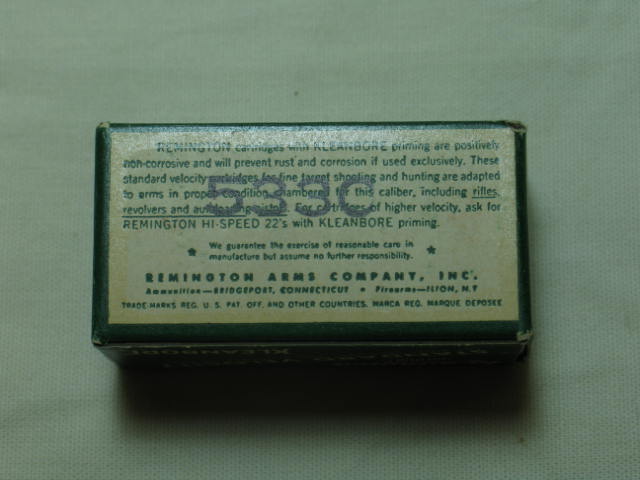 REMINGTON cartridges with KLEANBORE priming are positively
non-corrosive and will prevent rust and corrosion if used exclusively. These
standard velocity cartridges for fine target shooting and hunting are adapted
to arms in proper condition chambered for this caliber, including rifles,
revolvers and autoloading pistols. For cartridges of higher velocity, ask for
REMINGTON HI-SPEED 22's with KLEANBORE priming.
533C
We guarantee the exercise of reasonable care in
manufacture but assume no further responsibility.
REMINGTON ARMS COMPANY, INC.
Ammunition—BRIDGEPORT, CONNECTICUT • Firearms—ILION, N.Y
TRADE-MARKS REG. U. S. PAT. OFF. AND OTHER COUNTRIES. MARCA REG. MARQUE DEPOSEE
STANDARD
KLEANBORE